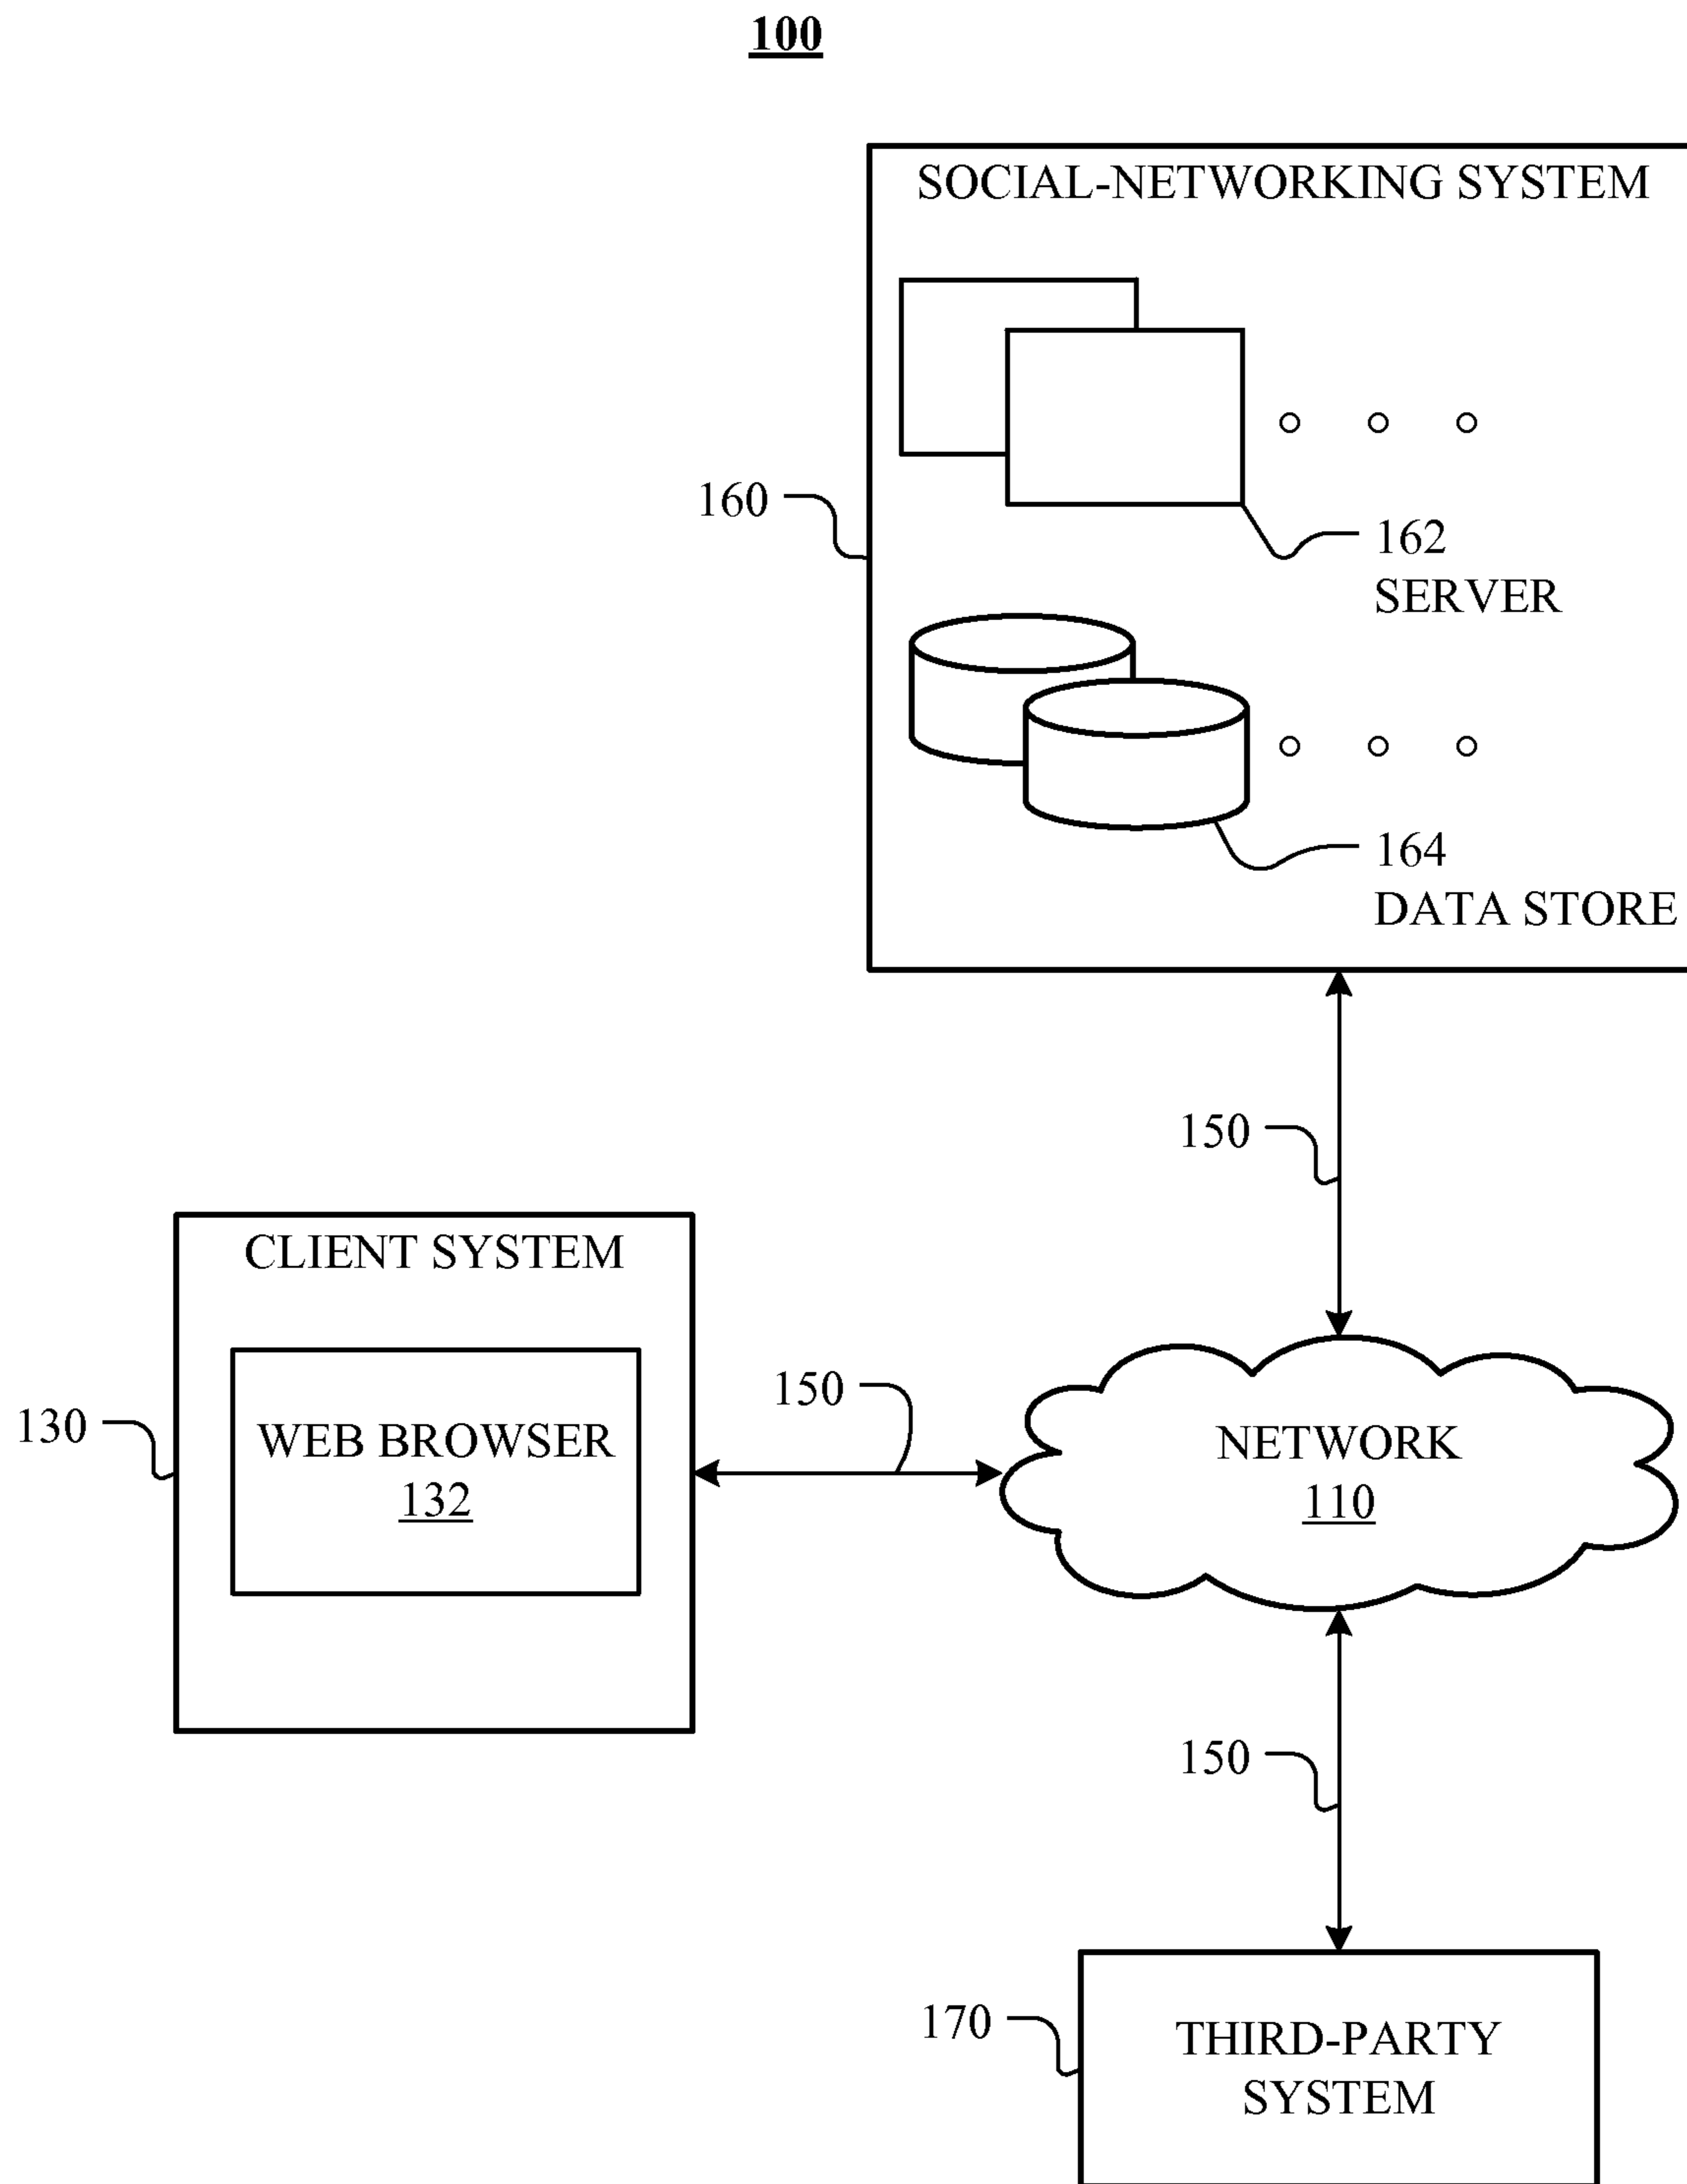 100
SOCIAL-NETWORKING SYSTEM
160
162
SERVER
164
DATA STORE
150
CLIENT SYSTEM
130
WEB BROWSER
132
150
NETWORK
110
150
170
THIRD-PARTY
SYSTEM